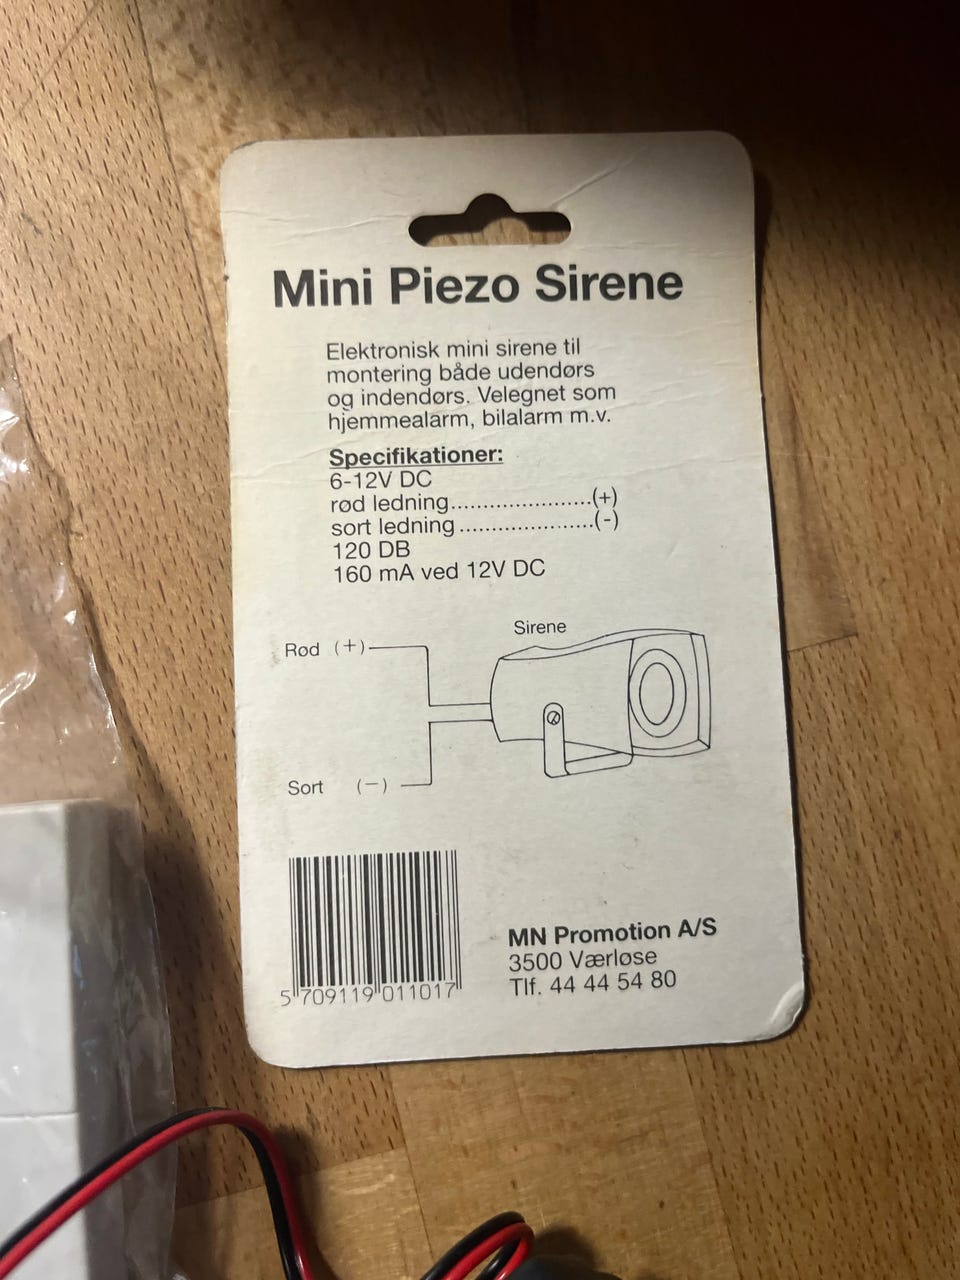 Mini Piezo Sirene
Elektronisk mini sirene til
montering både udendørs
og indendørs. Velegnet som
hjemmealarm, bilalarm m.v.
Specifikationer:
6-12V DC
rød ledning......................(+)
sort ledning.....................(-)
120 DB
160 mA ved 12V DC
Sirene
Rød (+)
Sort (−)
5 709119 011017
MN Promotion A/S
3500 Værløse
Tlf. 44 44 54 80